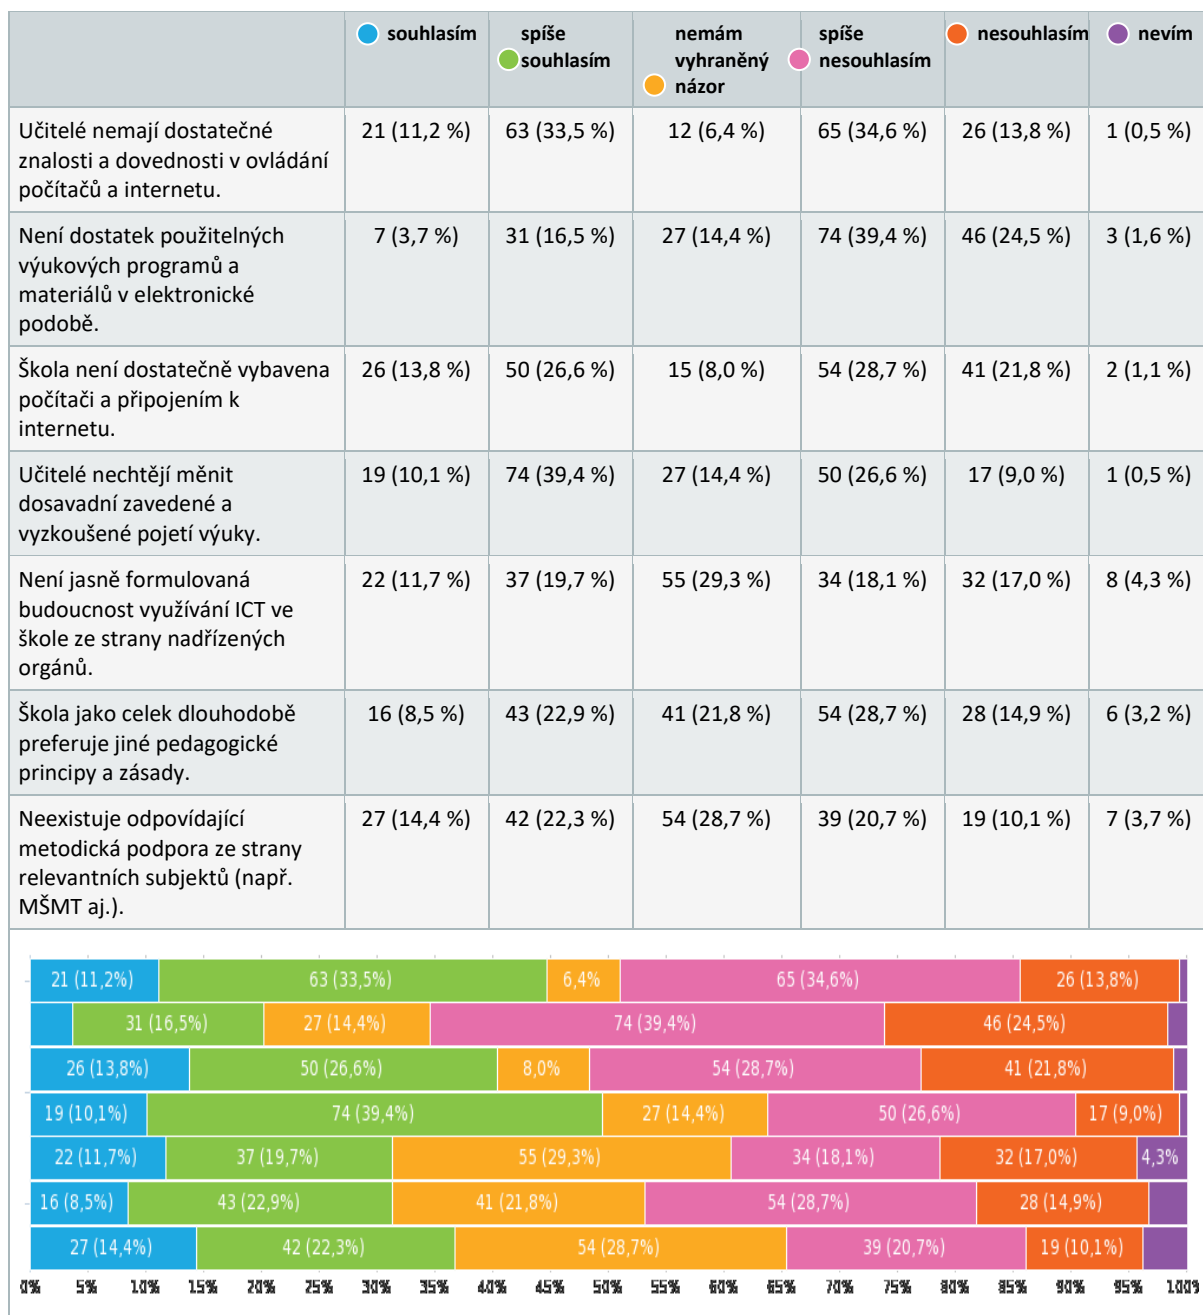 souhlasím spíše souhlasím nemám vyhraněný názor spíše nesouhlasím nesouhlasím nevím
Učitelé nemají dostatečné 21 (11,2 %) 63 (33,5 %) 12 (6,4 %) 65 (34,6 %) 26 (13,8 %) 1 (0,5 %)
znalosti a dovednosti v ovládání
počítačů a internetu.
Není dostatek použitelných 7 (3,7 %) 31 (16,5 %) 27 (14,4 %) 74 (39,4 %) 46 (24,5 %) 3 (1,6 %)
výukových programů a
materiálů v elektronické
podobě.
Škola není dostatečně vybavena 26 (13,8 %) 50 (26,6 %) 15 (8,0 %) 54 (28,7 %) 41 (21,8 %) 2 (1,1 %)
počítači a připojením k
internetu.
Učitelé nechtějí měnit 19 (10,1 %) 74 (39,4 %) 27 (14,4 %) 50 (26,6 %) 17 (9,0 %) 1 (0,5 %)
dosavadní zavedené a
vyzkoušené pojetí výuky.
Není jasně formulovaná 22 (11,7 %) 37 (19,7 %) 55 (29,3 %) 34 (18,1 %) 32 (17,0 %) 8 (4,3 %)
budoucnost využívání ICT ve
škole ze strany nadřízených
orgánů.
Škola jako celek dlouhodobě 16 (8,5 %) 43 (22,9 %) 41 (21,8 %) 54 (28,7 %) 28 (14,9 %) 6 (3,2 %)
preferuje jiné pedagogické
principy a zásady.
Neexistuje odpovídající 27 (14,4 %) 42 (22,3 %) 54 (28,7 %) 39 (20,7 %) 19 (10,1 %) 7 (3,7 %)
metodická podpora ze strany
relevantních subjektů (např.
MŠMT aj.).
21 (11,2%) 63 (33,5%) 6,4% 65 (34,6%) 26 (13,8%)
31 (16,5%) 27 (14,4%) 74 (39,4%) 46 (24,5%)
26 (13,8%) 50 (26,6%) 8,0% 54 (28,7%) 41 (21,8%)
19 (10,1%) 74 (39,4%) 27 (14,4%) 50 (26,6%) 17 (9,0%)
22 (11,7%) 37 (19,7%) 55 (29,3%) 34 (18,1%) 32 (17,0%) 4,3%
16 (8,5%) 43 (22,9%) 41 (21,8%) 54 (28,7%) 28 (14,9%)
27 (14,4%) 42 (22,3%) 54 (28,7%) 39 (20,7%) 19 (10,1%)
0% 5% 10% 15% 20% 25% 30% 35% 40% 45% 50% 55% 60% 65% 70% 75% 80% 85% 90% 95% 100%